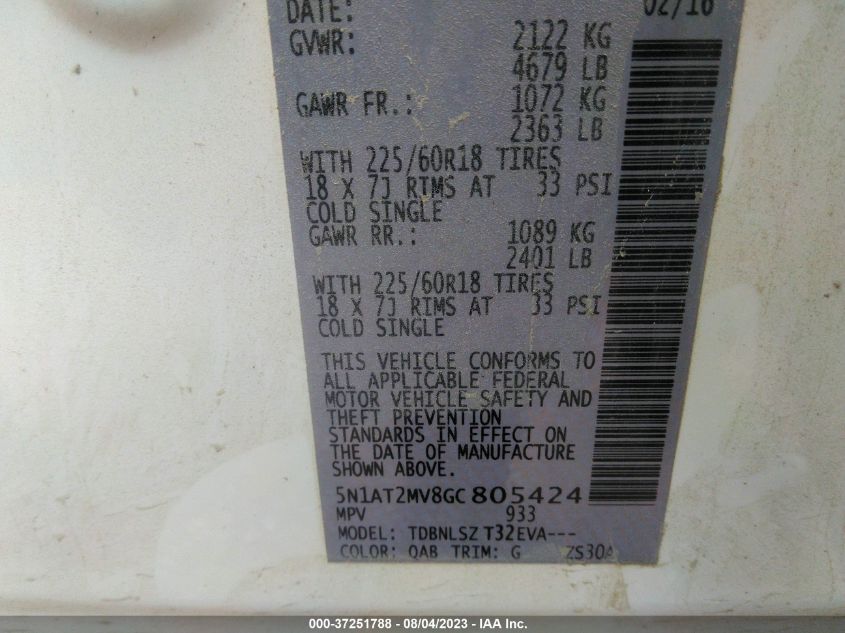 DATE: 02/16
GVWR: 2122 KG
4679 LB
GAWR FR.: 1072 KG
2363 LB
WITH 225/60R18 TIRES
18 X 7J RIMS AT 33 PSI
COLD SINGLE
GAWR RR.: 1089 KG
2401 LB
WITH 225/60R18 TIRES
18 X 7J RIMS AT 33 PSI
COLD SINGLE
THIS VEHICLE CONFORMS TO
ALL APPLICABLE FEDERAL
MOTOR VEHICLE SAFETY AND
THEFT PREVENTION
STANDARDS IN EFFECT ON
THE DATE OF MANUFACTURE
SHOWN ABOVE.
5N1AT2MV8GC805424
MPV 933
MODEL: TDBNLSZ T32EVA---
COLOR: QAB TRIM: G ZS30A
000-37251788 - 08/04/2023 - IAA Inc.